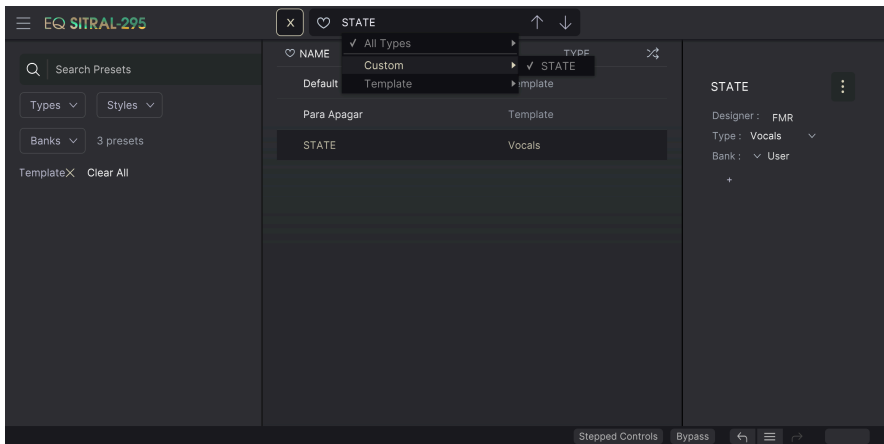 EQ SITRAL-295
X STATE
✓ All Types
Custom
✓ STATE
Template
NAME TYPE
Default emplate
Para Apagar Template
STATE Vocals
Search Presets
Types Styles
Banks 3 presets
Template X Clear All
STATE
Designer : FMR
Type : Vocals
Bank : User
+
Stepped Controls Bypass